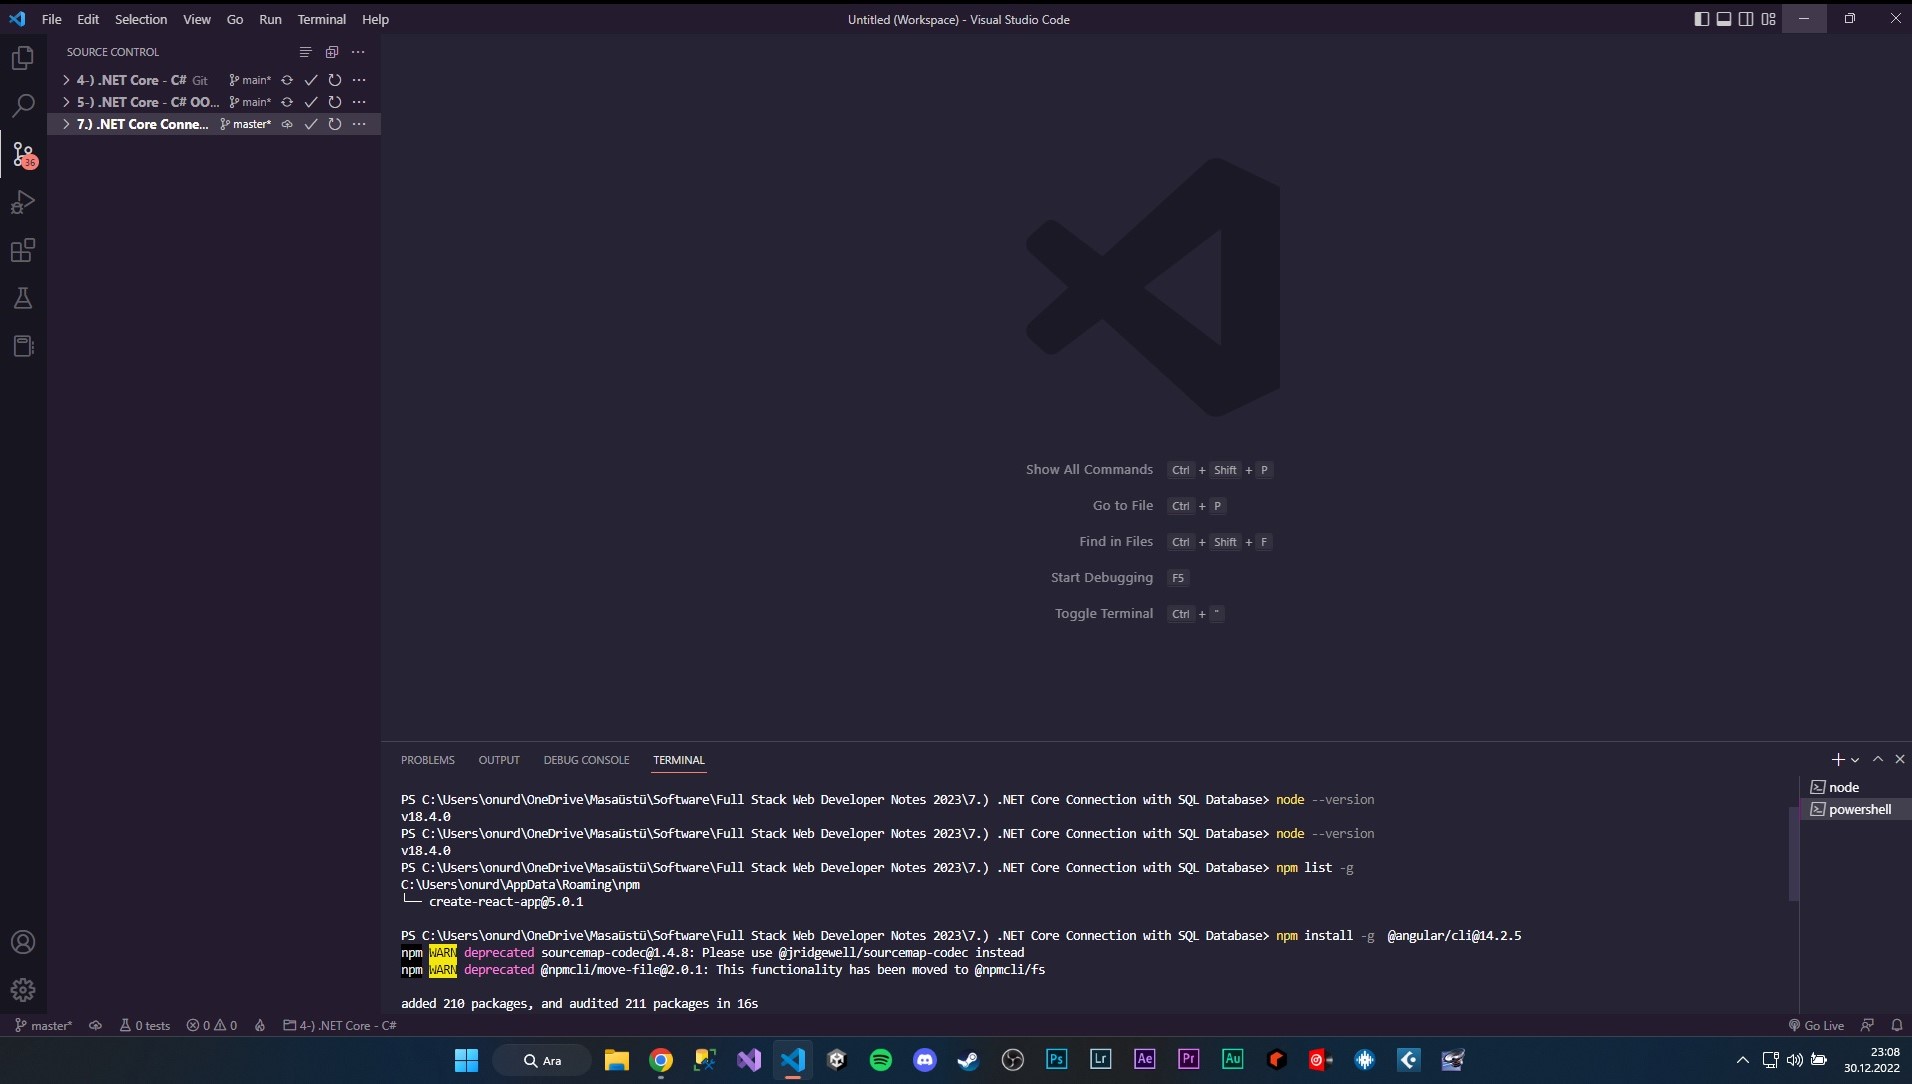 File Edit Selection View Go Run Terminal Help
Untitled (Workspace) - Visual Studio Code
SOURCE CONTROL
4-) .NET Core - C# Git main*
5-) .NET Core - C# OO... main*
7.) .NET Core Conne... master*
36
Show All Commands Ctrl + Shift + P
Go to File Ctrl + P
Find in Files Ctrl + Shift + F
Start Debugging F5
Toggle Terminal Ctrl + "
PROBLEMS OUTPUT DEBUG CONSOLE TERMINAL
node
powershell
PS C:\Users\onurd\OneDrive\Masaüstü\Software\Full Stack Web Developer Notes 2023\7.) .NET Core Connection with SQL Database> node --version
v18.4.0
PS C:\Users\onurd\OneDrive\Masaüstü\Software\Full Stack Web Developer Notes 2023\7.) .NET Core Connection with SQL Database> node --version
v18.4.0
PS C:\Users\onurd\OneDrive\Masaüstü\Software\Full Stack Web Developer Notes 2023\7.) .NET Core Connection with SQL Database> npm list -g
C:\Users\onurd\AppData\Roaming\npm
└── create-react-app@5.0.1
PS C:\Users\onurd\OneDrive\Masaüstü\Software\Full Stack Web Developer Notes 2023\7.) .NET Core Connection with SQL Database> npm install -g  @angular/cli@14.2.5
npm WARN deprecated sourcemap-codec@1.4.8: Please use @jridgewell/sourcemap-codec instead
npm WARN deprecated @npmcli/move-file@2.0.1: This functionality has been moved to @npmcli/fs
added 210 packages, and audited 211 packages in 16s
master* 0 tests 0 0 4-) .NET Core - C# Go Live
Ara
Ps Lr Ae Pr Au
23:08
30.12.2022